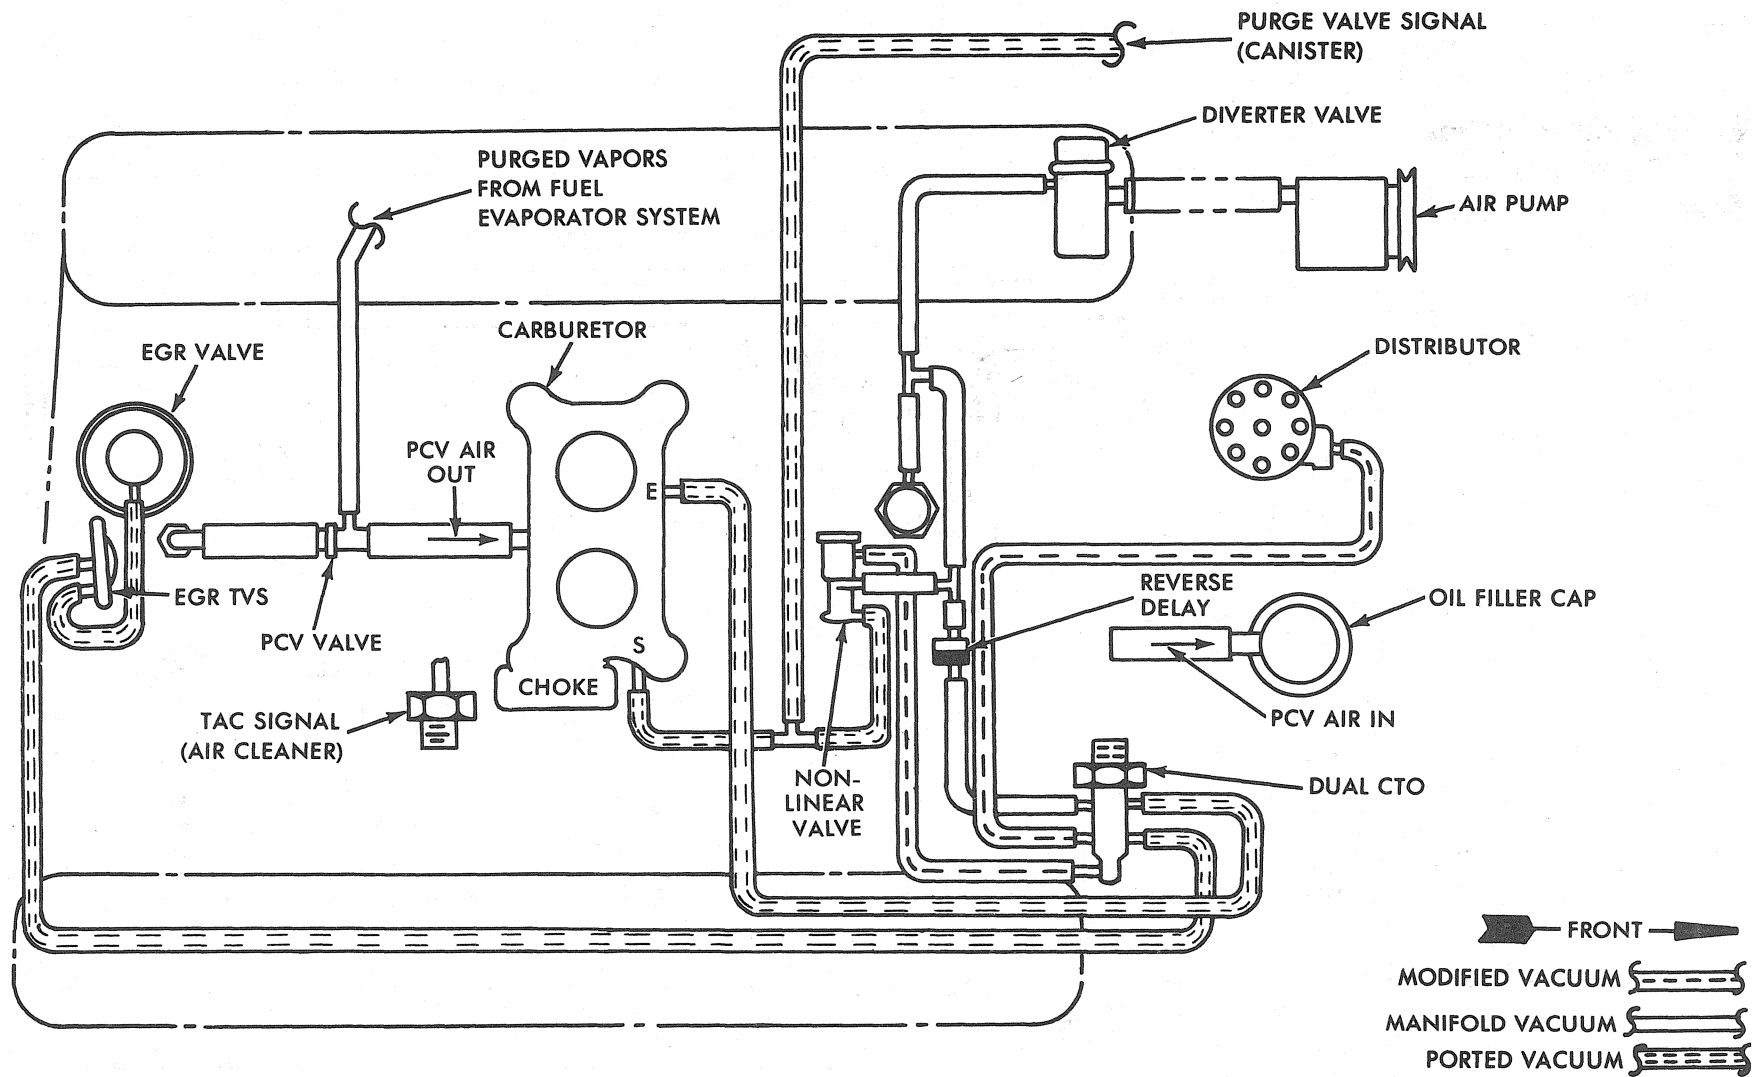 PURGE VALVE SIGNAL
(CANISTER)
DIVERTER VALVE
PURGED VAPORS
FROM FUEL
EVAPORATOR SYSTEM
AIR PUMP
CARBURETOR
EGR VALVE
DISTRIBUTOR
PCV AIR
OUT
E
EGR TVS
REVERSE
DELAY
OIL FILLER CAP
PCV VALVE
S
CHOKE
TAC SIGNAL
(AIR CLEANER)
PCV AIR IN
NON-
LINEAR
VALVE
DUAL CTO
FRONT
MODIFIED VACUUM
MANIFOLD VACUUM
PORTED VACUUM